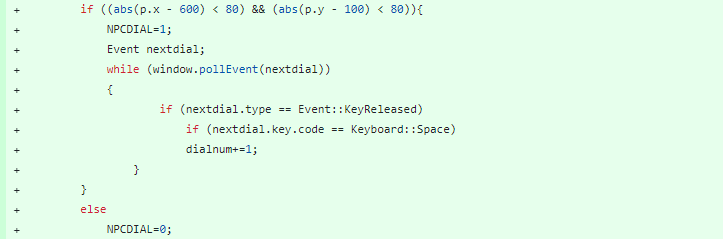 + if ((abs(p.x - 600) < 80) && (abs(p.y - 100) < 80)){
+ NPCDIAL=1;
+ Event nextdial;
+ while (window.pollEvent(nextdial))
+ {
+ if (nextdial.type == Event::KeyReleased)
+ if (nextdial.key.code == Keyboard::Space)
+ dialnum+=1;
+ }
+ }
+ else
+ NPCDIAL=0;